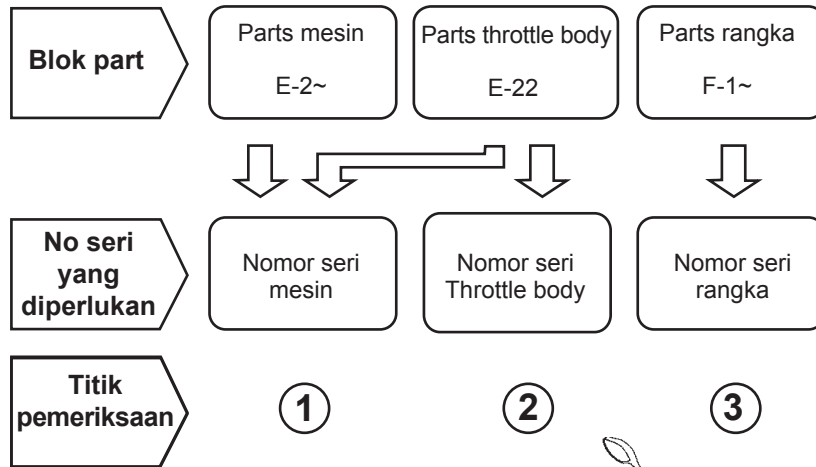 Blok part
Parts mesin
E-2~
Parts throttle body
E-22
Parts rangka
F-1~
No seri
yang
diperlukan
Nomor seri
mesin
Nomor seri
Throttle body
Nomor seri
rangka
Titik
pemeriksaan
1
2
3